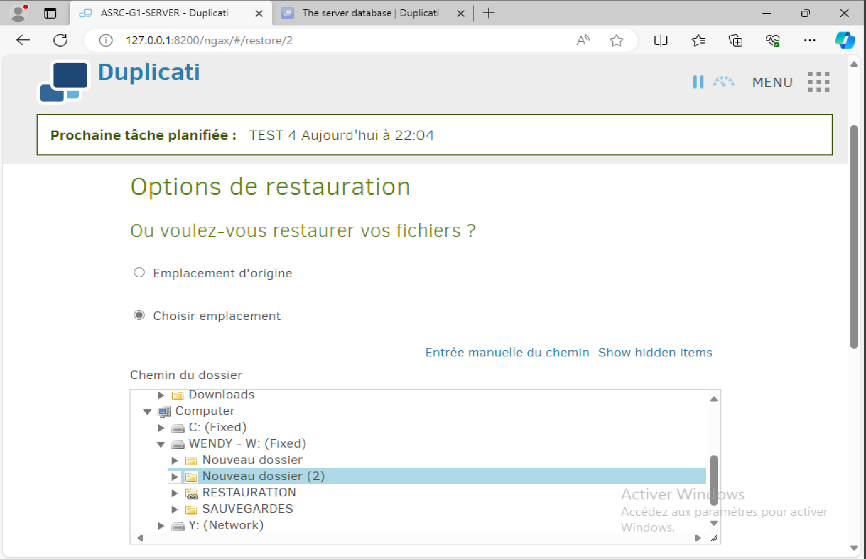 ASRC-G1-SERVER - Duplicati
The server database | Duplicati
127.0.0.1:8200/ngax/#/restore/2
Duplicati
MENU
Prochaine tâche planifiée : TEST 4 Aujourd'hui à 22:04
Options de restauration
Ou voulez-vous restaurer vos fichiers ?
Emplacement d'origine
Choisir emplacement
Entrée manuelle du chemin Show hidden items
Chemin du dossier
Downloads
Computer
C: (Fixed)
WENDY - W: (Fixed)
Nouveau dossier
Nouveau dossier (2)
RESTAURATION
SAUVEGARDES
Y: (Network)
Activer Windows
Accédez aux paramètres pour activer
Windows.